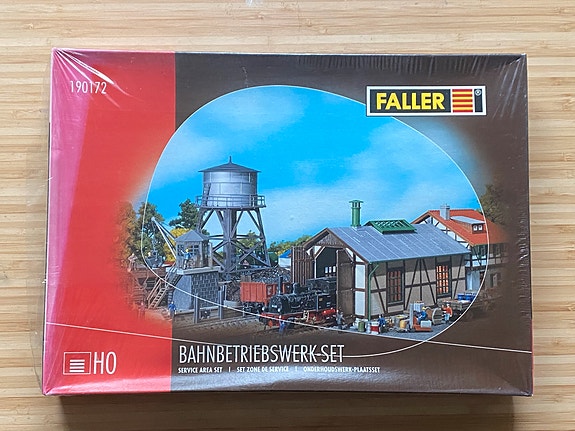 190172
FALLER®
H0
BAHNBETRIEBSWERK-SET
SERVICE AREA SET | SET ZONE DE SERVICE | ONDERHOUDSWERK-PLAATSSET